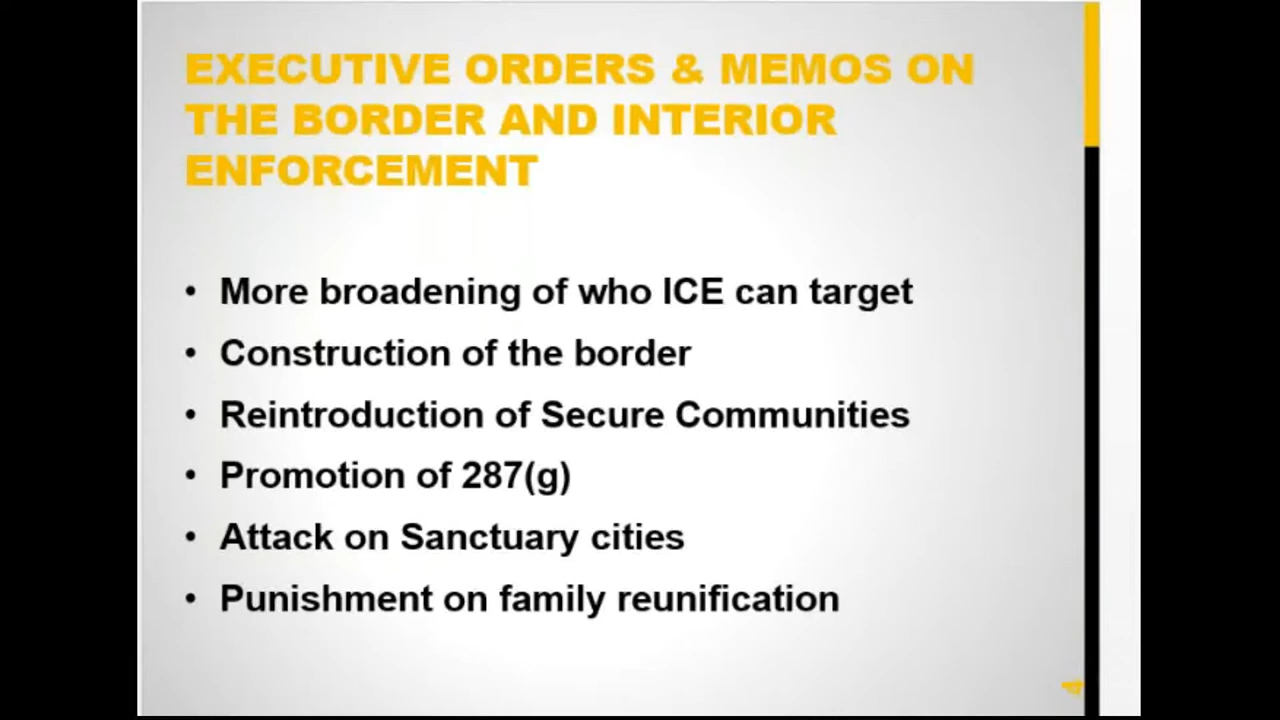 EXECUTIVE ORDERS & MEMOS ON
THE BORDER AND INTERIOR
ENFORCEMENT
• More broadening of who ICE can target
• Construction of the border
• Reintroduction of Secure Communities
• Promotion of 287(g)
• Attack on Sanctuary cities
• Punishment on family reunification